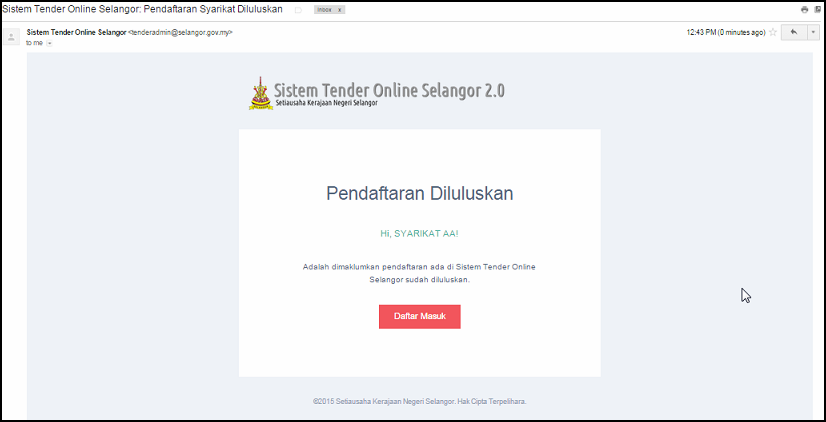 Sistem Tender Online Selangor: Pendaftaran Syarikat Diluluskan
Inbox x
Sistem Tender Online Selangor <tenderadmin@selangor.gov.my>
12:43 PM (0 minutes ago)
to me
Sistem Tender Online Selangor 2.0
Setiausaha Kerajaan Negeri Selangor
Pendaftaran Diluluskan
Hi, SYARIKAT AA!
Adalah dimaklumkan pendaftaran ada di Sistem Tender Online
Selangor sudah diluluskan.
Daftar Masuk
©2015 Setiausaha Kerajaan Negeri Selangor. Hak Cipta Terpelihara.